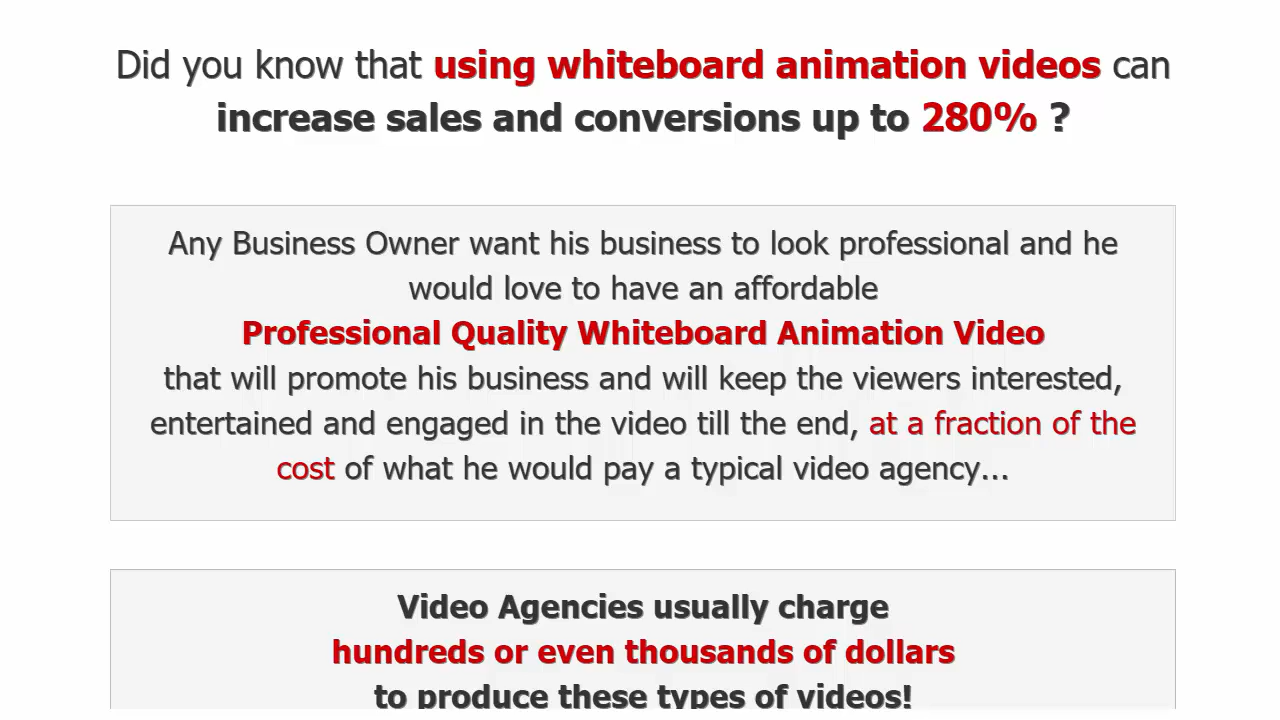 Did you know that using whiteboard animation videos can
increase sales and conversions up to 280% ?
Any Business Owner want his business to look professional and he
would love to have an affordable
Professional Quality Whiteboard Animation Video
that will promote his business and will keep the viewers interested,
entertained and engaged in the video till the end, at a fraction of the
cost of what he would pay a typical video agency...
Video Agencies usually charge
hundreds or even thousands of dollars
to produce these types of videos!